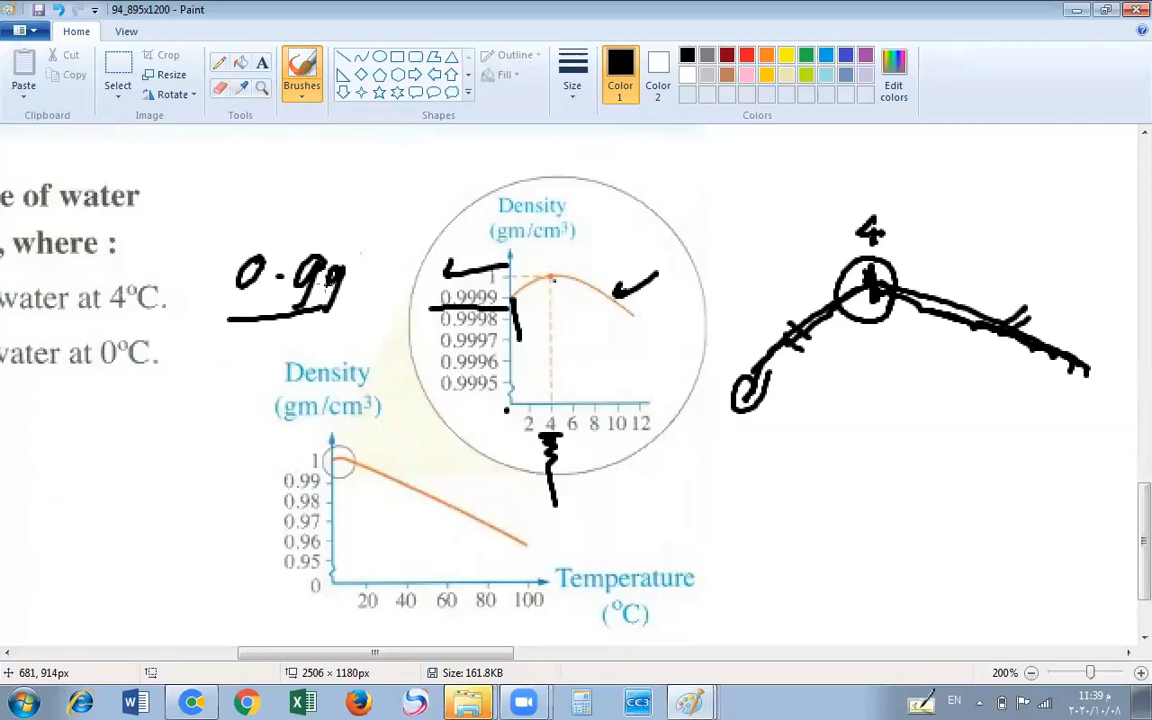 94_895x1200 - Paint
Home View
Paste
Cut
Copy
Clipboard
Select
Crop
Resize
Rotate
Image
A
Tools
Brushes
Outline
Fill
Shapes
Size
Color 1
Color 2
Edit colors
Colors
e of water
, where :
water at 4°C.
water at 0°C.
0.99
Density
(gm/cm³)
1
0.9999
0.9998
0.9997
0.9996
0.9995
2 4 6 8 10 12
4
Density
(gm/cm³)
1
0.99
0.98
0.97
0.96
0.95
0
20 40 60 80 100
Temperature
(°C)
681, 914px
2506 × 1180px
Size: 161.8KB
200%
CC3
EN
11:39 م
٢٠٢٠/١٠/٠٨